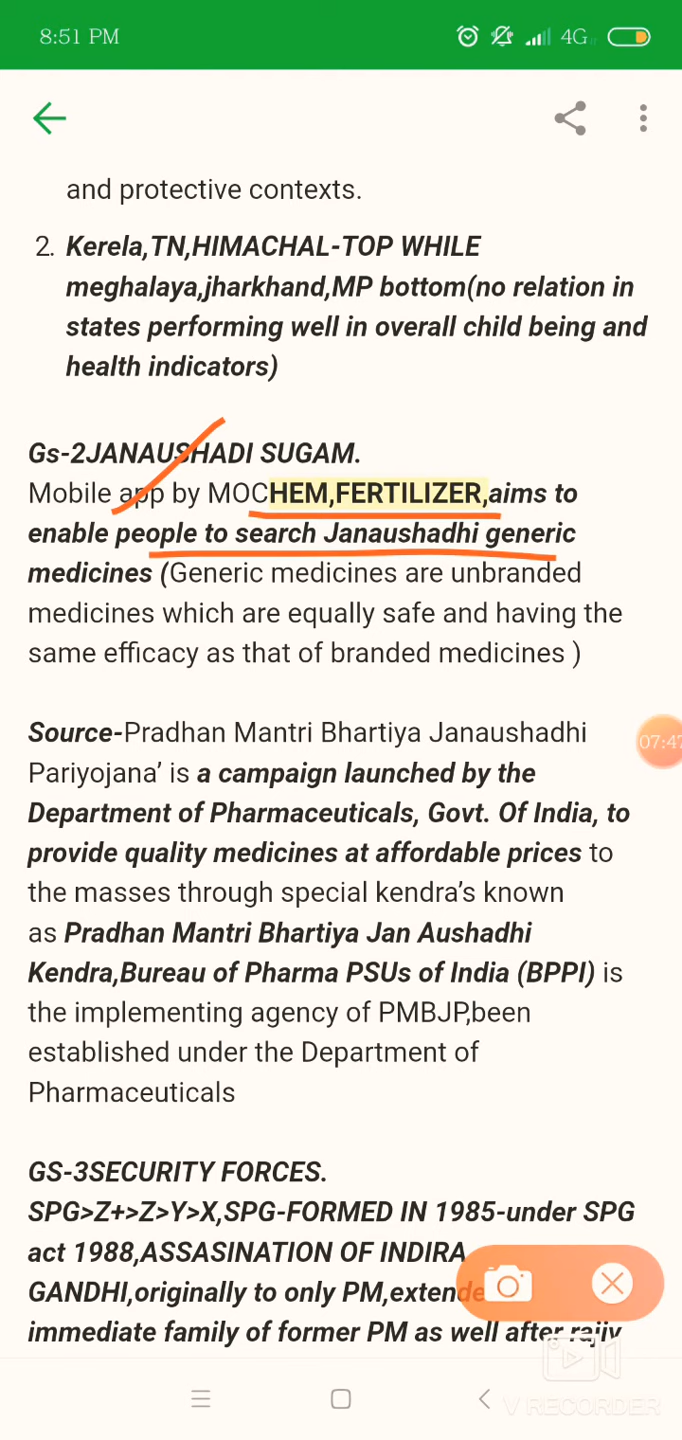 8:51 PM
4G
and protective contexts.
2. Kerela,TN,HIMACHAL-TOP WHILE
meghalaya,jharkhand,MP bottom(no relation in
states performing well in overall child being and
health indicators)
Gs-2JANAUSHADI SUGAM.
Mobile app by MOCHEM,FERTILIZER,aims to
enable people to search Janaushadhi generic
medicines (Generic medicines are unbranded
medicines which are equally safe and having the
same efficacy as that of branded medicines )
Source-Pradhan Mantri Bhartiya Janaushadhi
Pariyojana’ is a campaign launched by the
Department of Pharmaceuticals, Govt. Of India, to
provide quality medicines at affordable prices to
the masses through special kendra’s known
as Pradhan Mantri Bhartiya Jan Aushadhi
Kendra,Bureau of Pharma PSUs of India (BPPI) is
the implementing agency of PMBJP,been
established under the Department of
Pharmaceuticals
07:47
GS-3SECURITY FORCES.
SPG>Z+>Z>Y>X,SPG-FORMED IN 1985-under SPG
act 1988,ASSASINATION OF INDIRA
GANDHI,originally to only PM,extende
immediate family of former PM as well after rajiv
V RECORDER